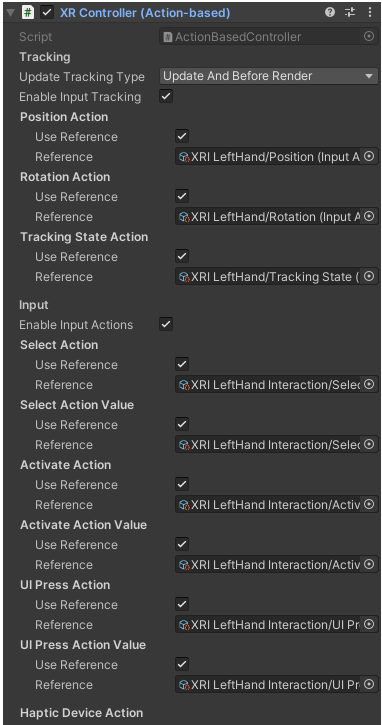 XR Controller (Action-based)
Script ActionBasedController
Tracking
Update Tracking Type Update And Before Render
Enable Input Tracking
Position Action
Use Reference
Reference XRI LeftHand/Position (Input A
Rotation Action
Use Reference
Reference XRI LeftHand/Rotation (Input A
Tracking State Action
Use Reference
Reference XRI LeftHand/Tracking State (
Input
Enable Input Actions
Select Action
Use Reference
Reference XRI LeftHand Interaction/Selec
Select Action Value
Use Reference
Reference XRI LeftHand Interaction/Selec
Activate Action
Use Reference
Reference XRI LeftHand Interaction/Activ
Activate Action Value
Use Reference
Reference XRI LeftHand Interaction/Activ
UI Press Action
Use Reference
Reference XRI LeftHand Interaction/UI Pr
UI Press Action Value
Use Reference
Reference XRI LeftHand Interaction/UI Pr
Haptic Device Action